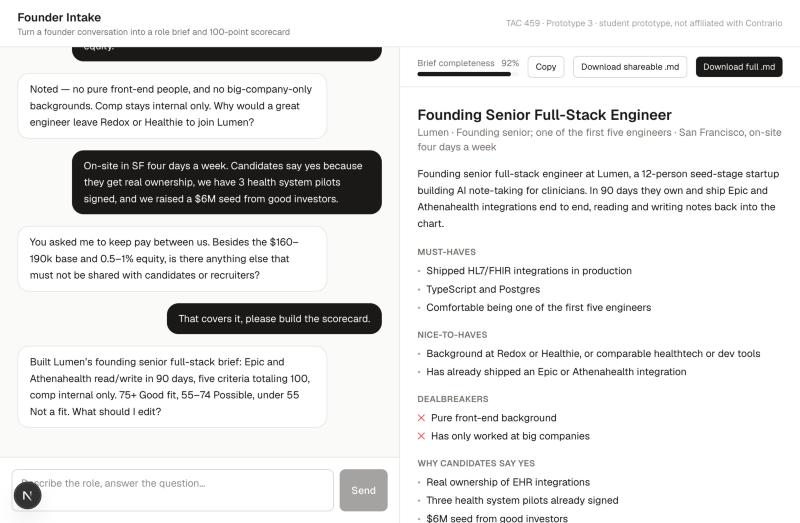 Founder Intake
Turn a founder conversation into a role brief and 100-point scorecard
TAC 459 · Prototype 3 · student prototype, not affiliated with Contrario
equity.
Noted — no pure front-end people, and no big-company-only
backgrounds. Comp stays internal only. Why would a great
engineer leave Redox or Healthie to join Lumen?
On-site in SF four days a week. Candidates say yes because
they get real ownership, we have 3 health system pilots
signed, and we raised a $6M seed from good investors.
You asked me to keep pay between us. Besides the $160–
190k base and 0.5–1% equity, is there anything else that
must not be shared with candidates or recruiters?
That covers it, please build the scorecard.
Built Lumen's founding senior full-stack brief: Epic and
Athenahealth read/write in 90 days, five criteria totaling 100,
comp internal only. 75+ Good fit, 55–74 Possible, under 55
Not a fit. What should I edit?
Describe the role, answer the question…
N
Send
Brief completeness 92%
Copy
Download shareable .md
Download full .md
Founding Senior Full-Stack Engineer
Lumen · Founding senior; one of the first five engineers · San Francisco, on-site
four days a week
Founding senior full-stack engineer at Lumen, a 12-person seed-stage startup
building AI note-taking for clinicians. In 90 days they own and ship Epic and
Athenahealth integrations end to end, reading and writing notes back into the
chart.
MUST-HAVES
• Shipped HL7/FHIR integrations in production
• TypeScript and Postgres
• Comfortable being one of the first five engineers
NICE-TO-HAVES
• Background at Redox or Healthie, or comparable healthtech or dev tools
• Has already shipped an Epic or Athenahealth integration
DEALBREAKERS
× Pure front-end background
× Has only worked at big companies
WHY CANDIDATES SAY YES
• Real ownership of EHR integrations
• Three health system pilots already signed
• $6M seed from good investors